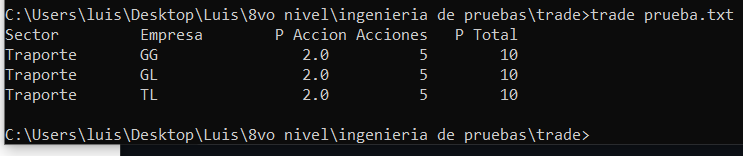 C:\Users\luis\Desktop\Luis\8vo nivel\ingenieria de pruebas\trade>trade prueba.txt
Sector Empresa P Accion Acciones P Total
Traporte GG 2.0 5 10
Traporte GL 2.0 5 10
Traporte TL 2.0 5 10
C:\Users\luis\Desktop\Luis\8vo nivel\ingenieria de pruebas\trade>